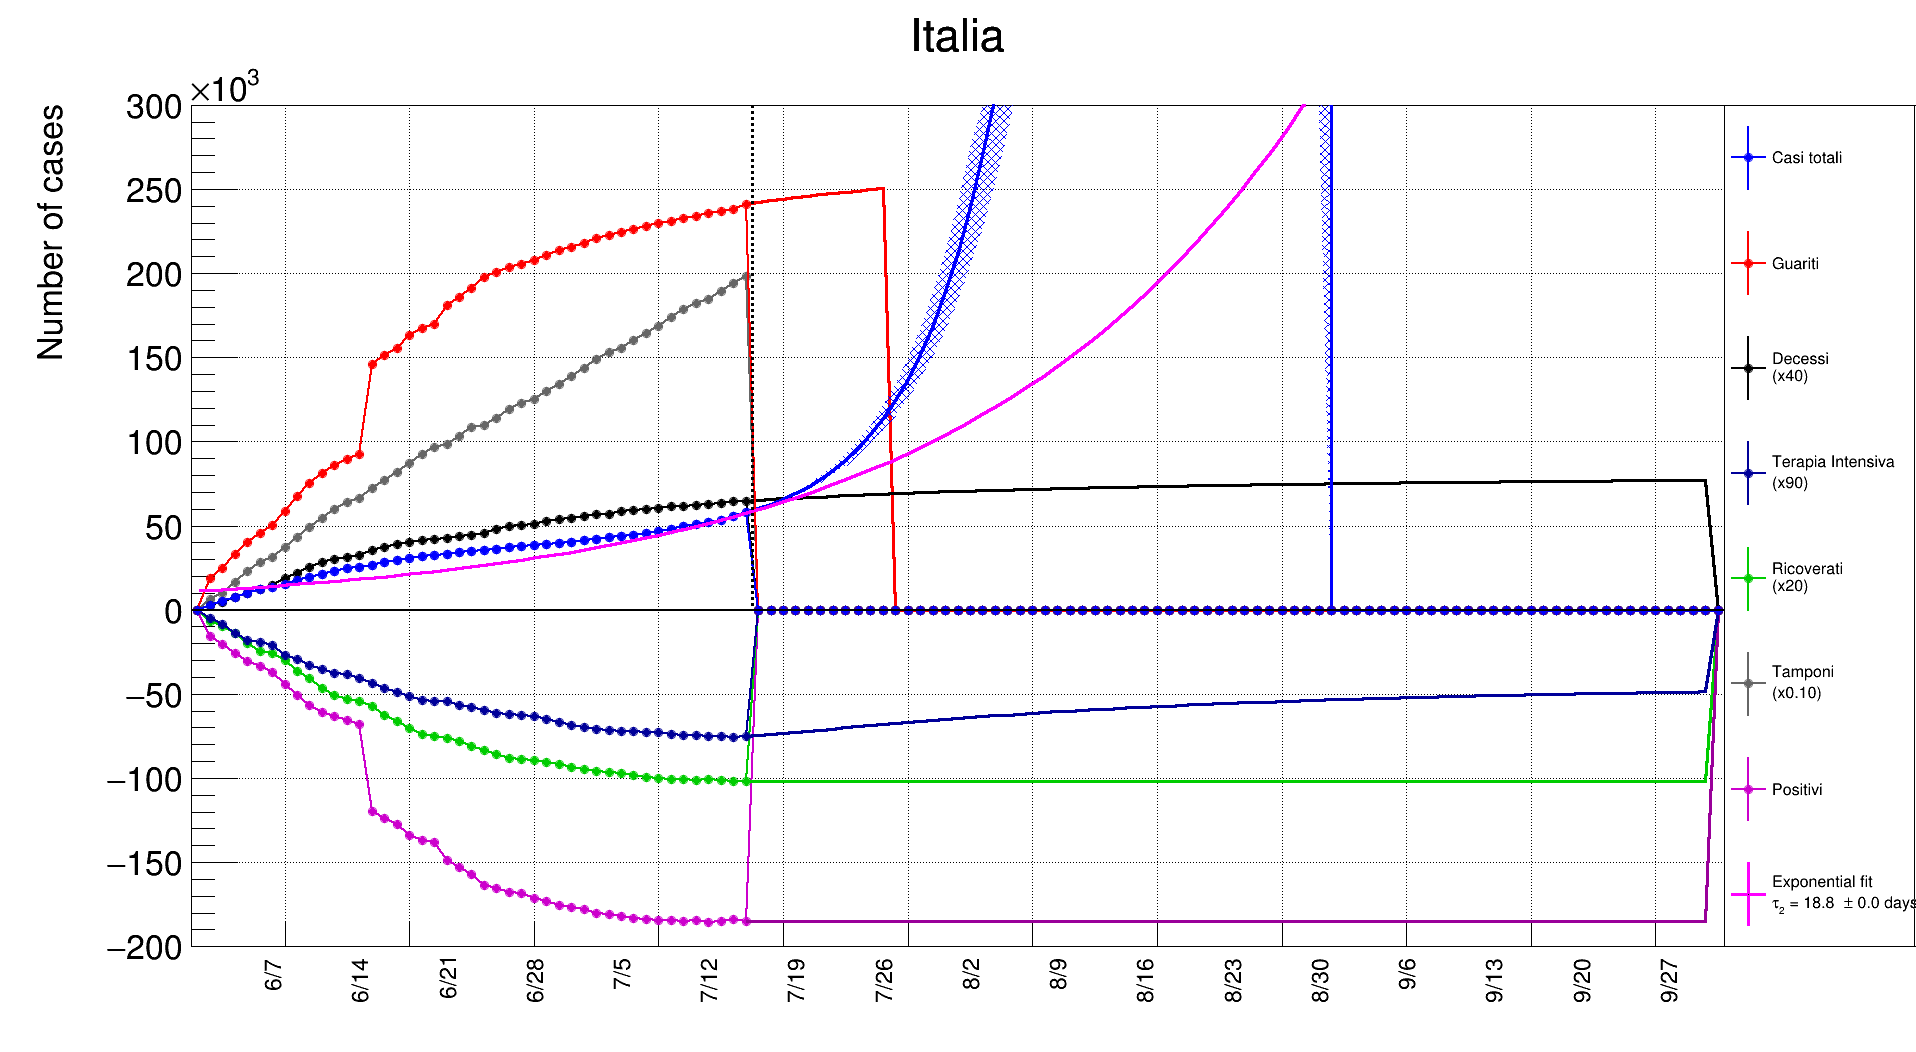 Italia
×10³
Number of cases
300
250
200
150
100
50
0
−50
−100
−150
−200
6/7
6/14
6/21
6/28
7/5
7/12
7/19
7/26
8/2
8/9
8/16
8/23
8/30
9/6
9/13
9/20
9/27
Casi totali
Guariti
Decessi
(x40)
Terapia Intensiva
(x90)
Ricoverati
(x20)
Tamponi
(x0.10)
Positivi
Exponential fit
τ₂ = 18.8 ± 0.0 days